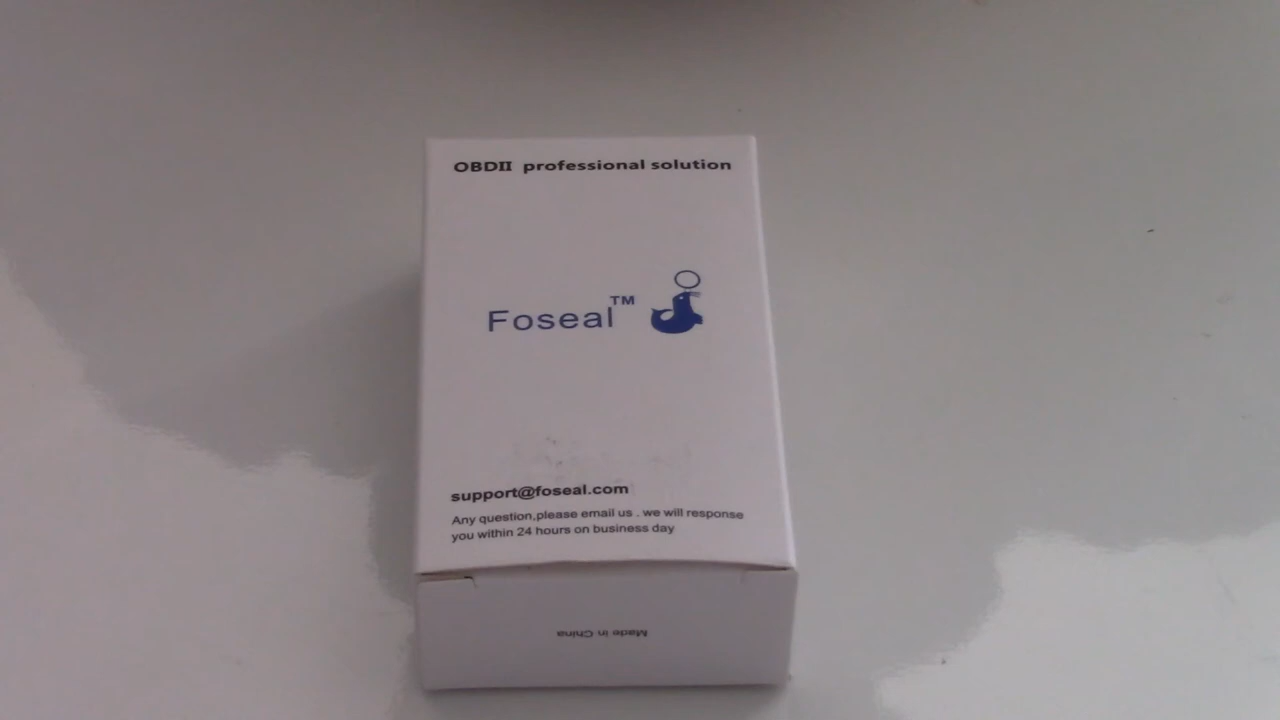 OBDII professional solution
Foseal™
support@foseal.com
Any question,please email us . we will response
you within 24 hours on business day
Made in China